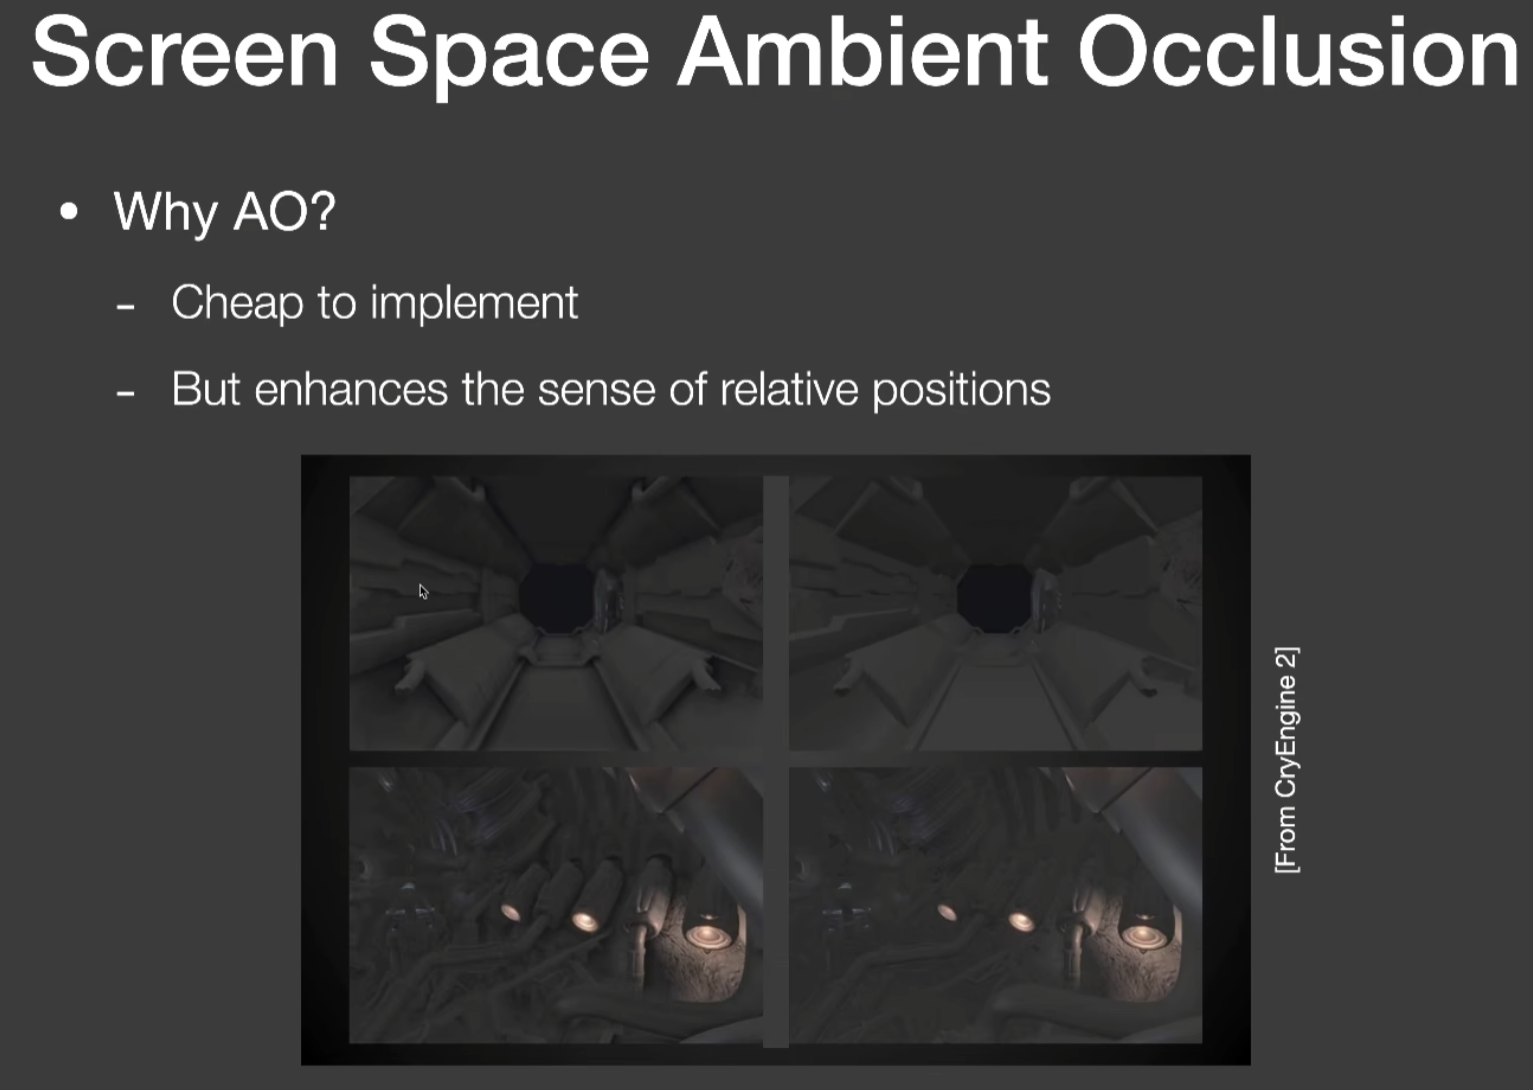 Screen Space Ambient Occlusion
• Why AO?
- Cheap to implement
- But enhances the sense of relative positions
[From CryEngine 2]